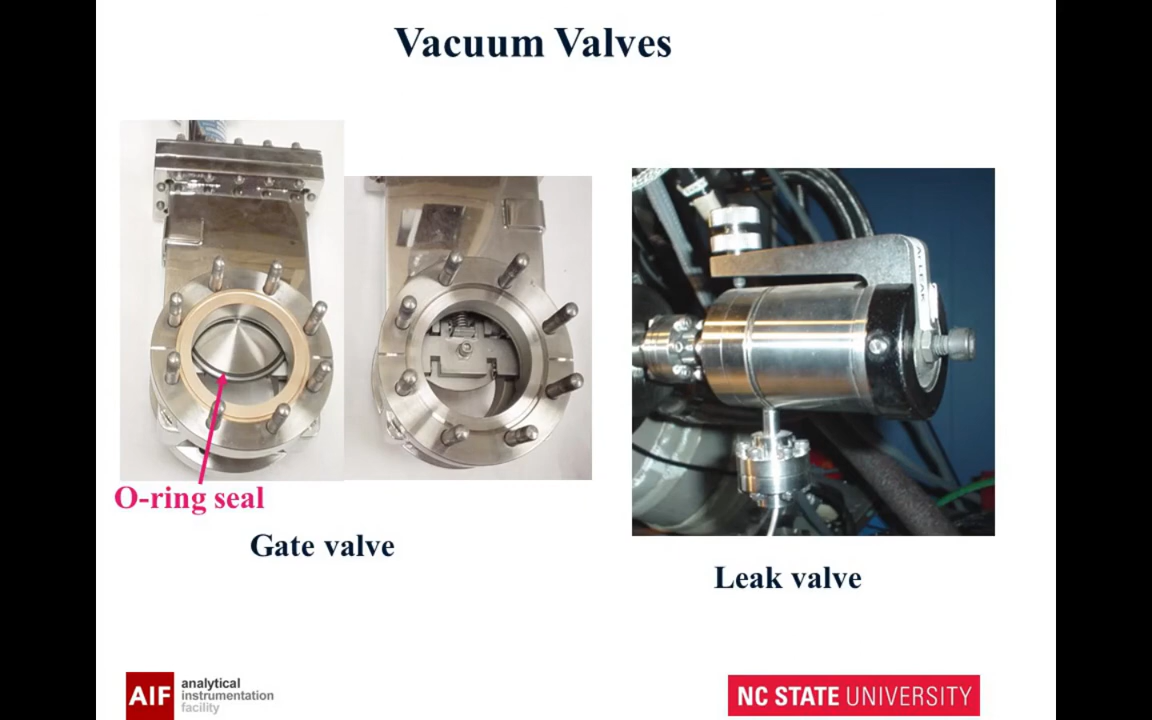 Vacuum Valves
O-ring seal
Gate valve
Leak valve
AIF analytical
instrumentation
facility
NC STATE UNIVERSITY